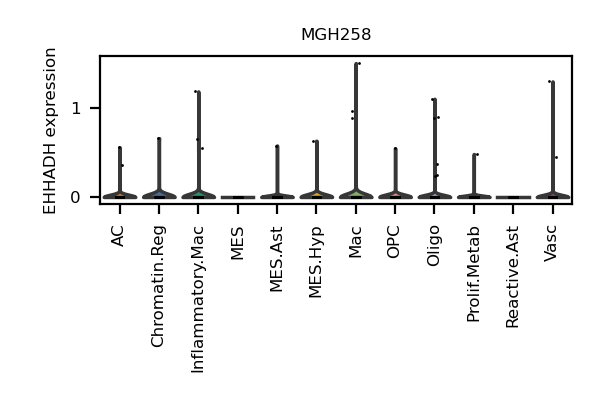 MGH258
EHHADH expression
1
0
AC
Chromatin.Reg
Inflammatory.Mac
MES
MES.Ast
MES.Hyp
Mac
OPC
Oligo
Prolif.Metab
Reactive.Ast
Vasc